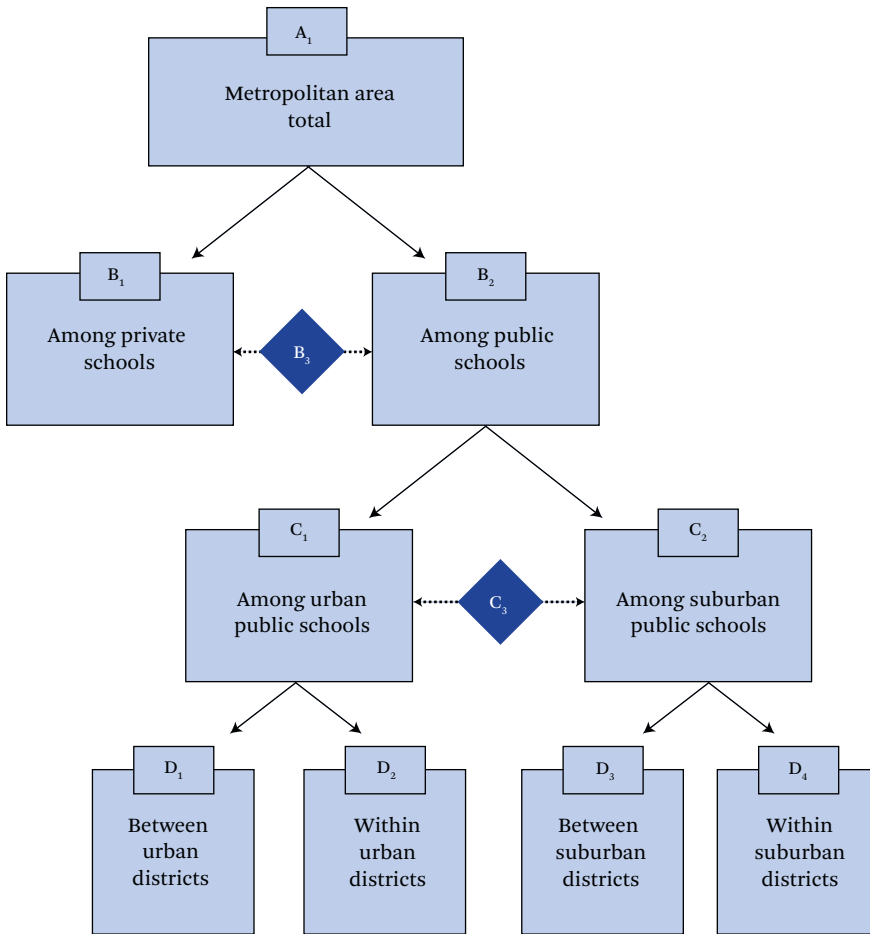 A₁
Metropolitan area
total
B₁
Among private
schools
B₃
B₂
Among public
schools
C₁
Among urban
public schools
C₃
C₂
Among suburban
public schools
D₁
Between
urban
districts
D₂
Within
urban
districts
D₃
Between
suburban
districts
D₄
Within
suburban
districts